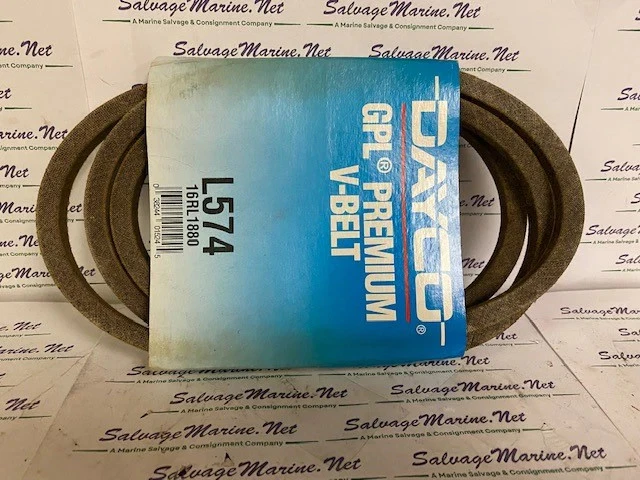 DAYCO®
GPL® PREMIUM
V-BELT
L574
16RL1880
SalvageMarine.Net
A Marine Salvage & Consignment Company